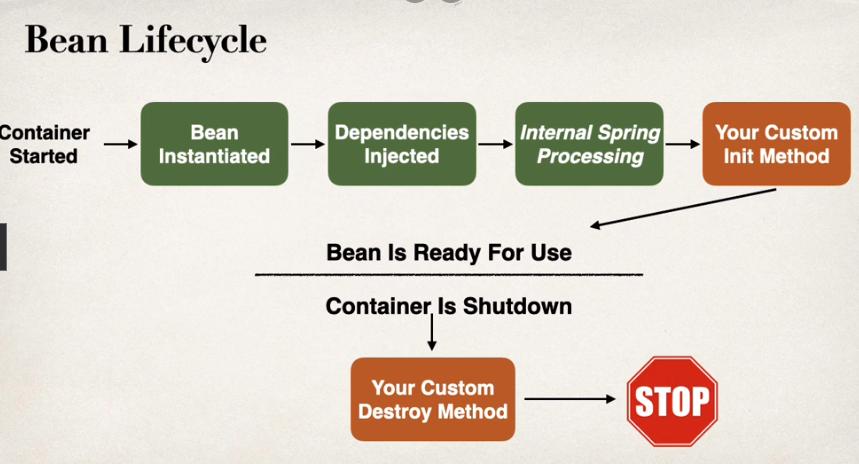 Bean Lifecycle
Container
Started
Bean
Instantiated
Dependencies
Injected
Internal Spring
Processing
Your Custom
Init Method
Bean Is Ready For Use
Container Is Shutdown
Your Custom
Destroy Method
STOP